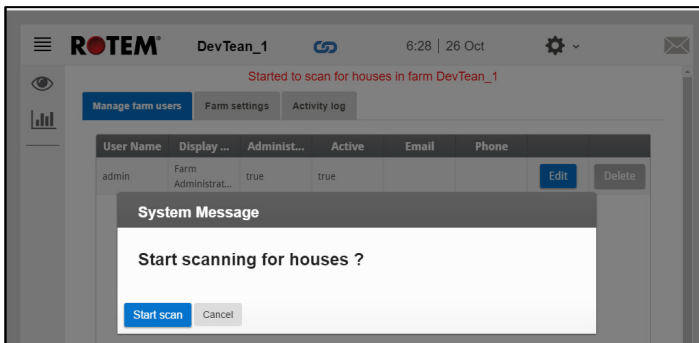 ROTEM® DevTean_1 6:28 | 26 Oct
Started to scan for houses in farm DevTean_1
Manage farm users Farm settings Activity log
User Name Display ... Administ... Active Email Phone
admin Farm Administrat... true true Edit Delete
System Message
Start scanning for houses ?
Start scan Cancel